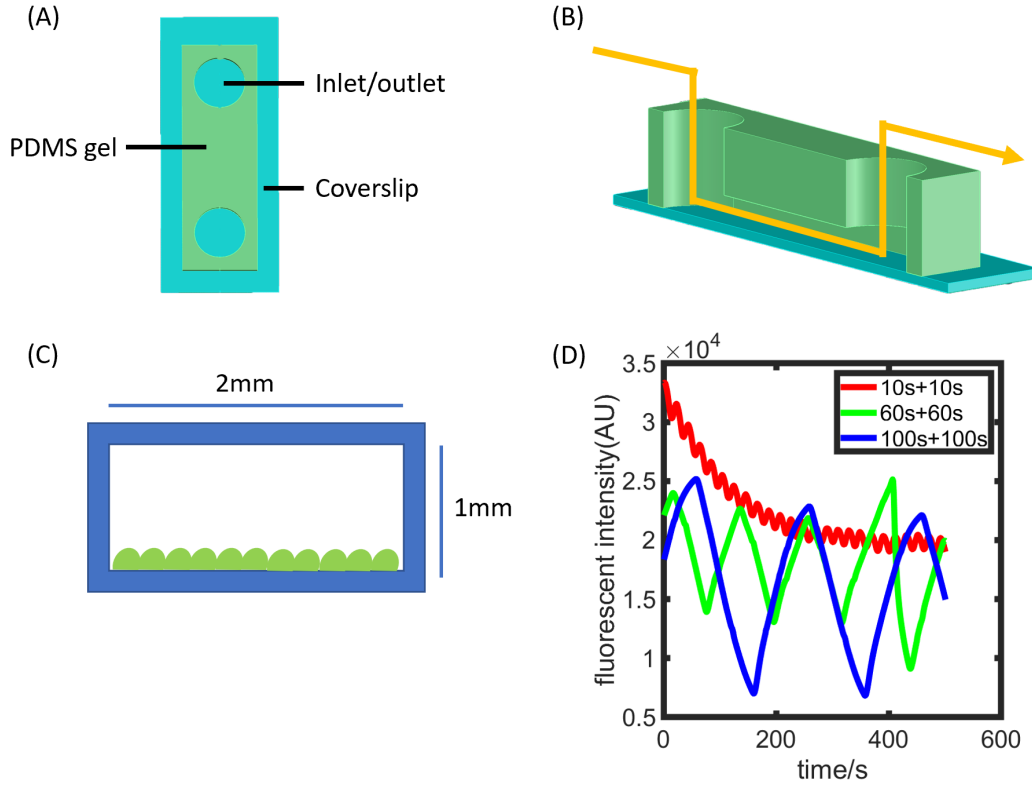 (A)
Inlet/outlet
PDMS gel
Coverslip
(B)
(C)
2mm
1mm
(D)
×10⁴
3.5
3
2.5
2
1.5
1
0.5
fluorescent intensity(AU)
10s+10s
60s+60s
100s+100s
0
200
400
600
time/s